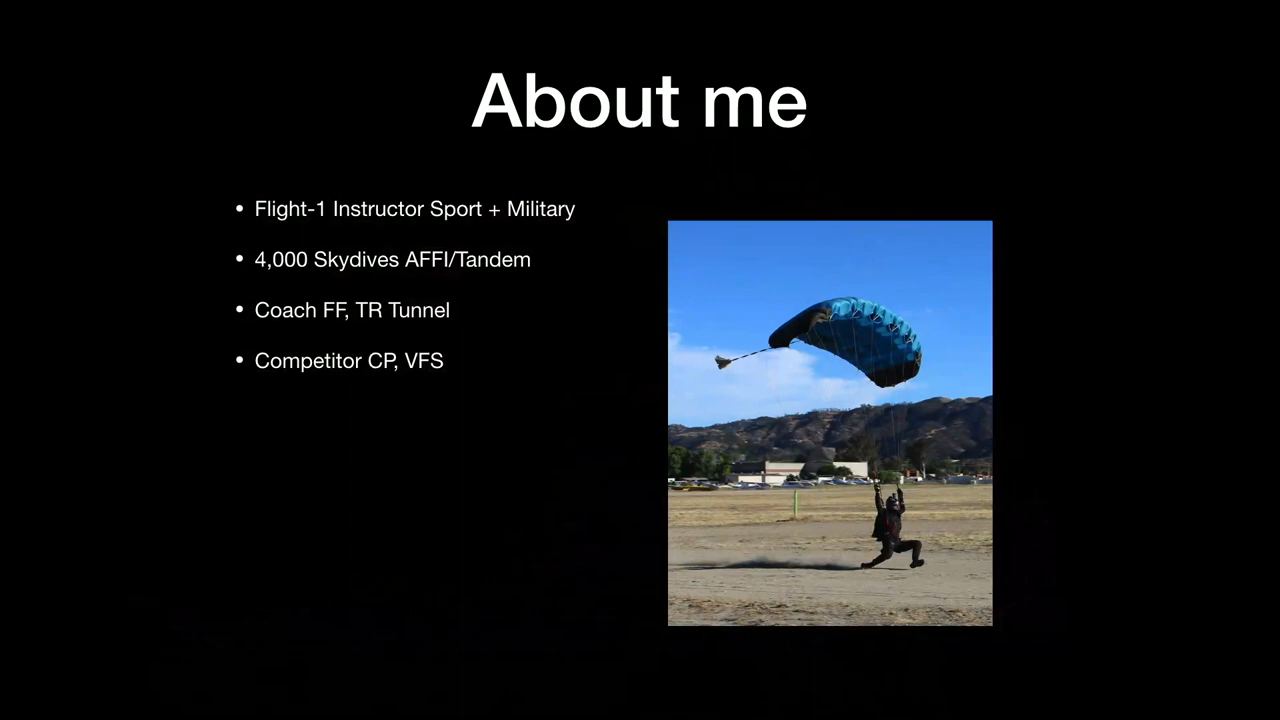 About me
• Flight-1 Instructor Sport + Military
• 4,000 Skydives AFFI/Tandem
• Coach FF, TR Tunnel
• Competitor CP, VFS